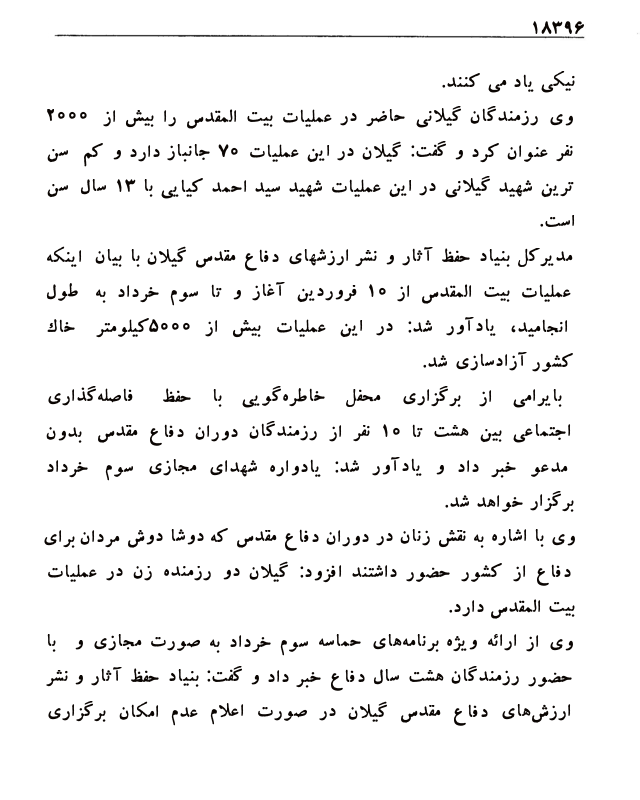 ۱۸۳۹۶
نیکی یاد می کنند.
وی رزمندگان گیلانی حاضر در عملیات بیت المقدس را بیش از ۲۰۰۰
نفر عنوان کرد و گفت: گیلان در این عملیات ۷۰ جانباز دارد و کم سن
ترین شهید گیلانی در این عملیات شهید سید احمد کیایی با ۱۳ سال سن
است.
مدیرکل بنیاد حفظ آثار و نشر ارزشهای دفاع مقدس گیلان با بیان اینکه
عملیات بیت المقدس از ۱۰ فروردین آغاز و تا سوم خرداد به طول
انجامید، یادآور شد: در این عملیات بیش از ۵۰۰۰کیلومتر خاك
کشور آزادسازی شد.
بایرامی از برگزاری محفل خاطره‌گویی با حفظ فاصله‌گذاری
اجتماعی بین هشت تا ۱۰ نفر از رزمندگان دوران دفاع مقدس بدون
مدعو خبر داد و یادآور شد: یادواره شهدای مجازی سوم خرداد
برگزار خواهد شد.
وی با اشاره به نقش زنان در دوران دفاع مقدس که دوشا دوش مردان برای
دفاع از کشور حضور داشتند افزود: گیلان دو رزمنده زن در عملیات
بیت المقدس دارد.
وی از ارائه ویژه برنامه‌های حماسه سوم خرداد به صورت مجازی و با
حضور رزمندگان هشت سال دفاع خبر داد و گفت: بنیاد حفظ آثار و نشر
ارزش‌های دفاع مقدس گیلان در صورت اعلام عدم امکان برگزاری